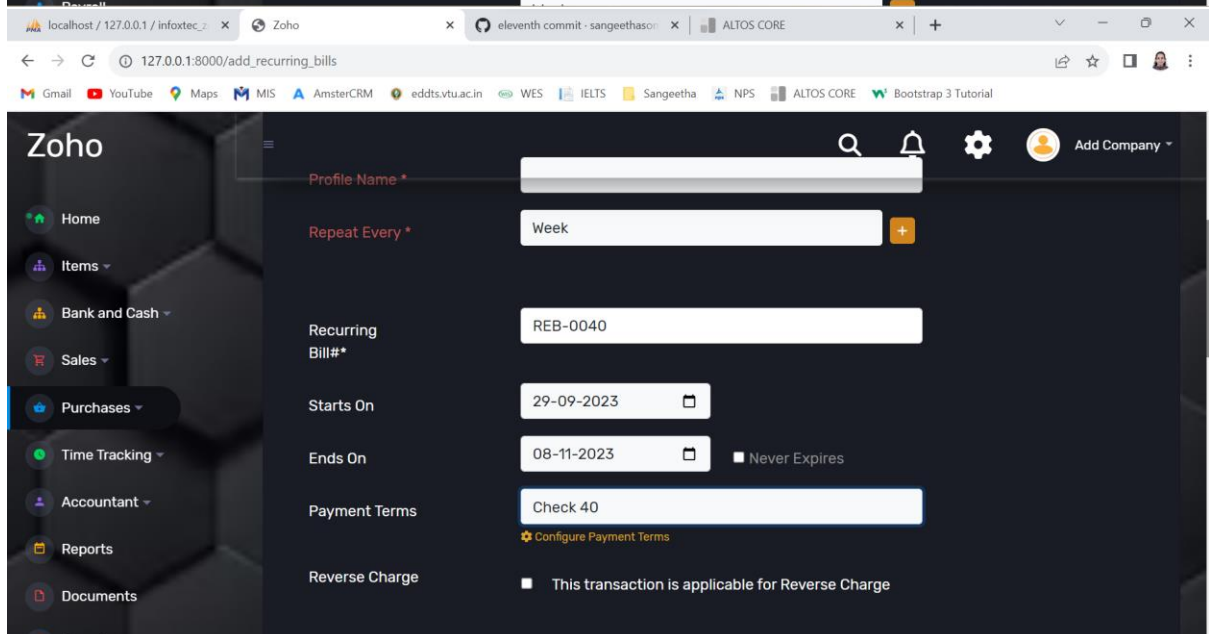 Payroll
localhost / 127.0.0.1 / infoxtec_z
Zoho
eleventh commit · sangeethason
ALTOS CORE
127.0.0.1:8000/add_recurring_bills
Gmail
YouTube
Maps
MIS
AmsterCRM
eddts.vtu.ac.in
WES
IELTS
Sangeetha
NPS
ALTOS CORE
Bootstrap 3 Tutorial
Zoho
Add Company
Profile Name *
Home
Repeat Every *
Week
+
Items
Bank and Cash
Recurring
Bill#*
REB-0040
Sales
Purchases
Starts On
29-09-2023
Time Tracking
Ends On
08-11-2023
Never Expires
Accountant
Payment Terms
Check 40
Configure Payment Terms
Reports
Reverse Charge
This transaction is applicable for Reverse Charge
Documents